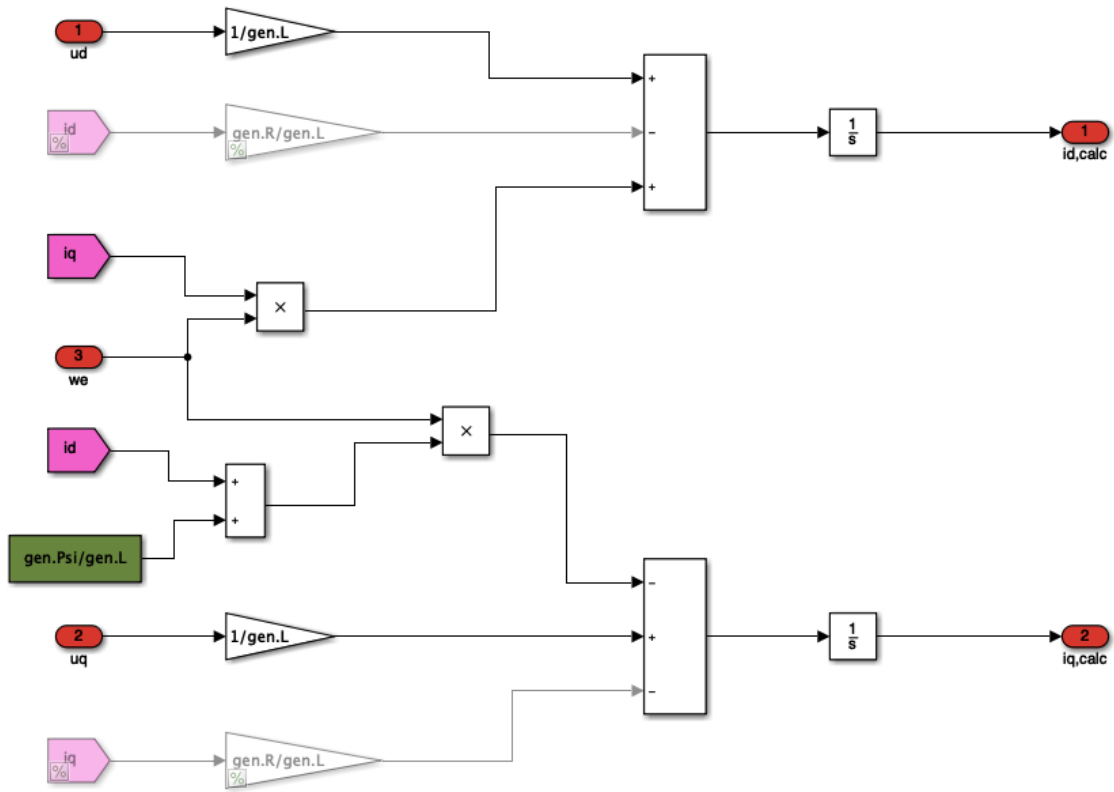 1
ud
1/gen.L
+
id
%
gen.R/gen.L
%
-
+
1
s
1
id,calc
iq
×
3
we
×
id
+
+
gen.Psi/gen.L
-
2
uq
1/gen.L
+
1
s
2
iq,calc
-
iq
%
gen.R/gen.L
%